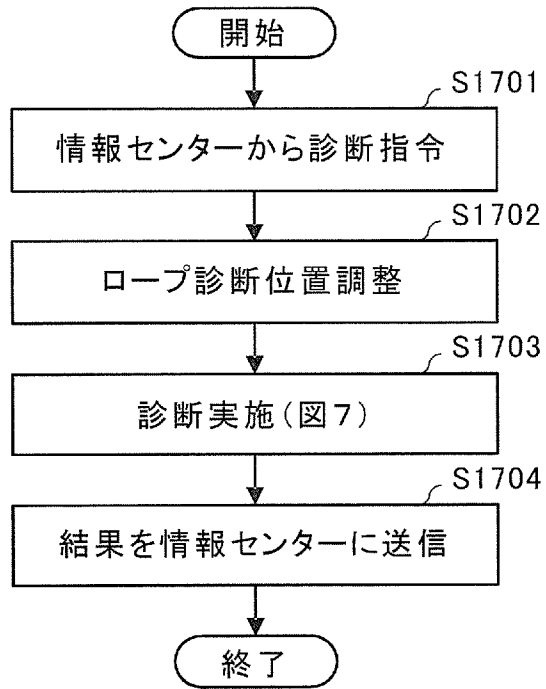 開始
S1701
情報センターから診断指令
S1702
ロープ診断位置調整
S1703
診断実施(図7)
S1704
結果を情報センターに送信
終了